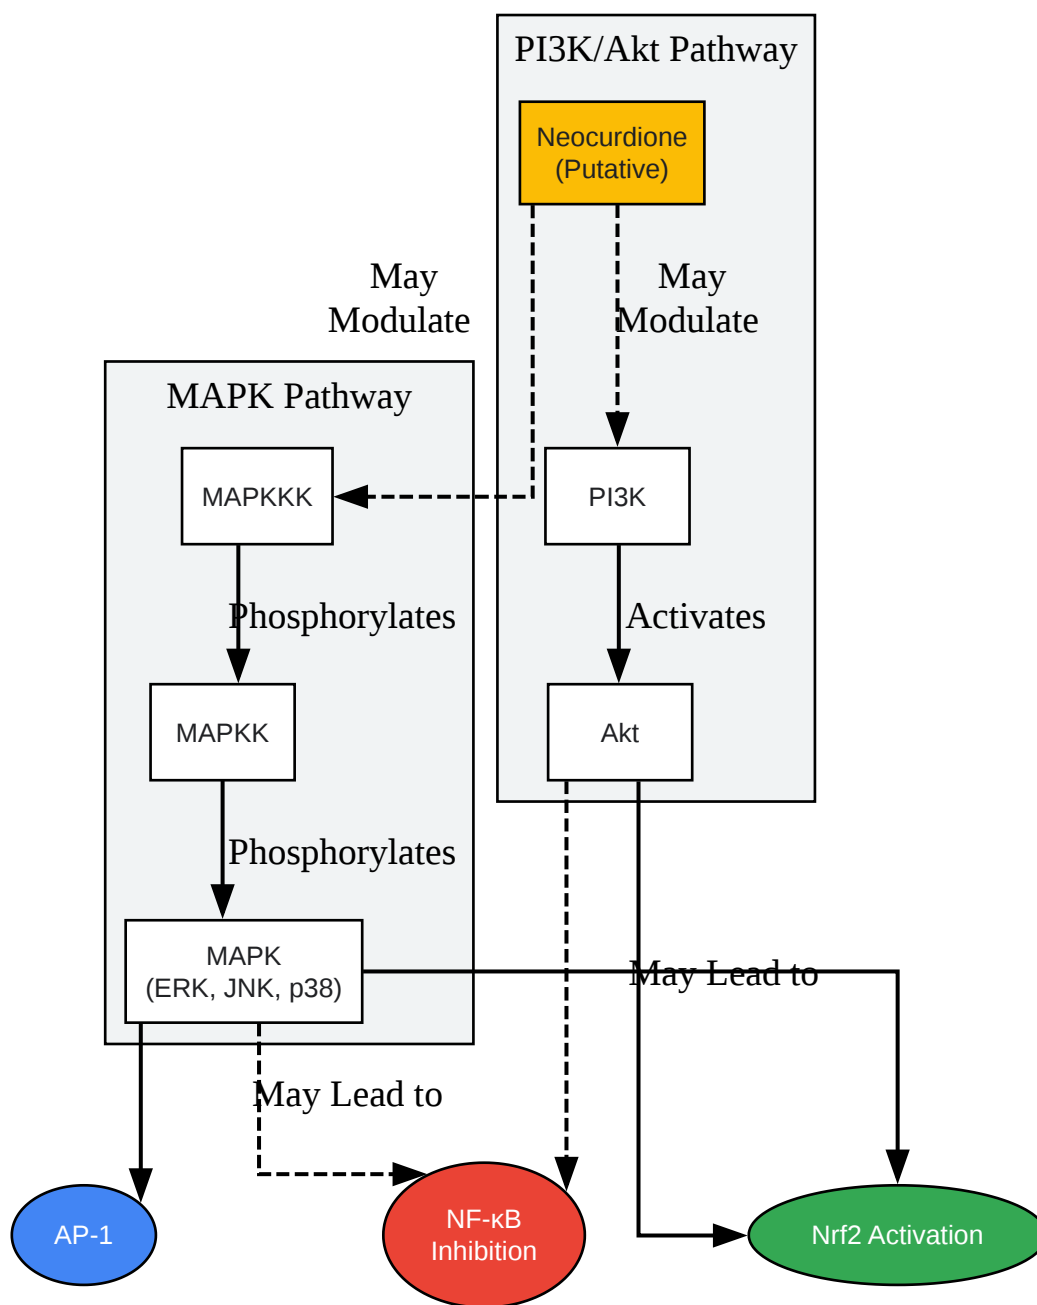 PI3K/Akt Pathway
Neocurdione
(Putative)
May
Modulate
May
Modulate
MAPK Pathway
MAPKKK
PI3K
Phosphorylates
Activates
MAPKK
Akt
Phosphorylates
MAPK
(ERK, JNK, p38)
May Lead to
May Lead to
AP-1
NF-κB
Inhibition
Nrf2 Activation